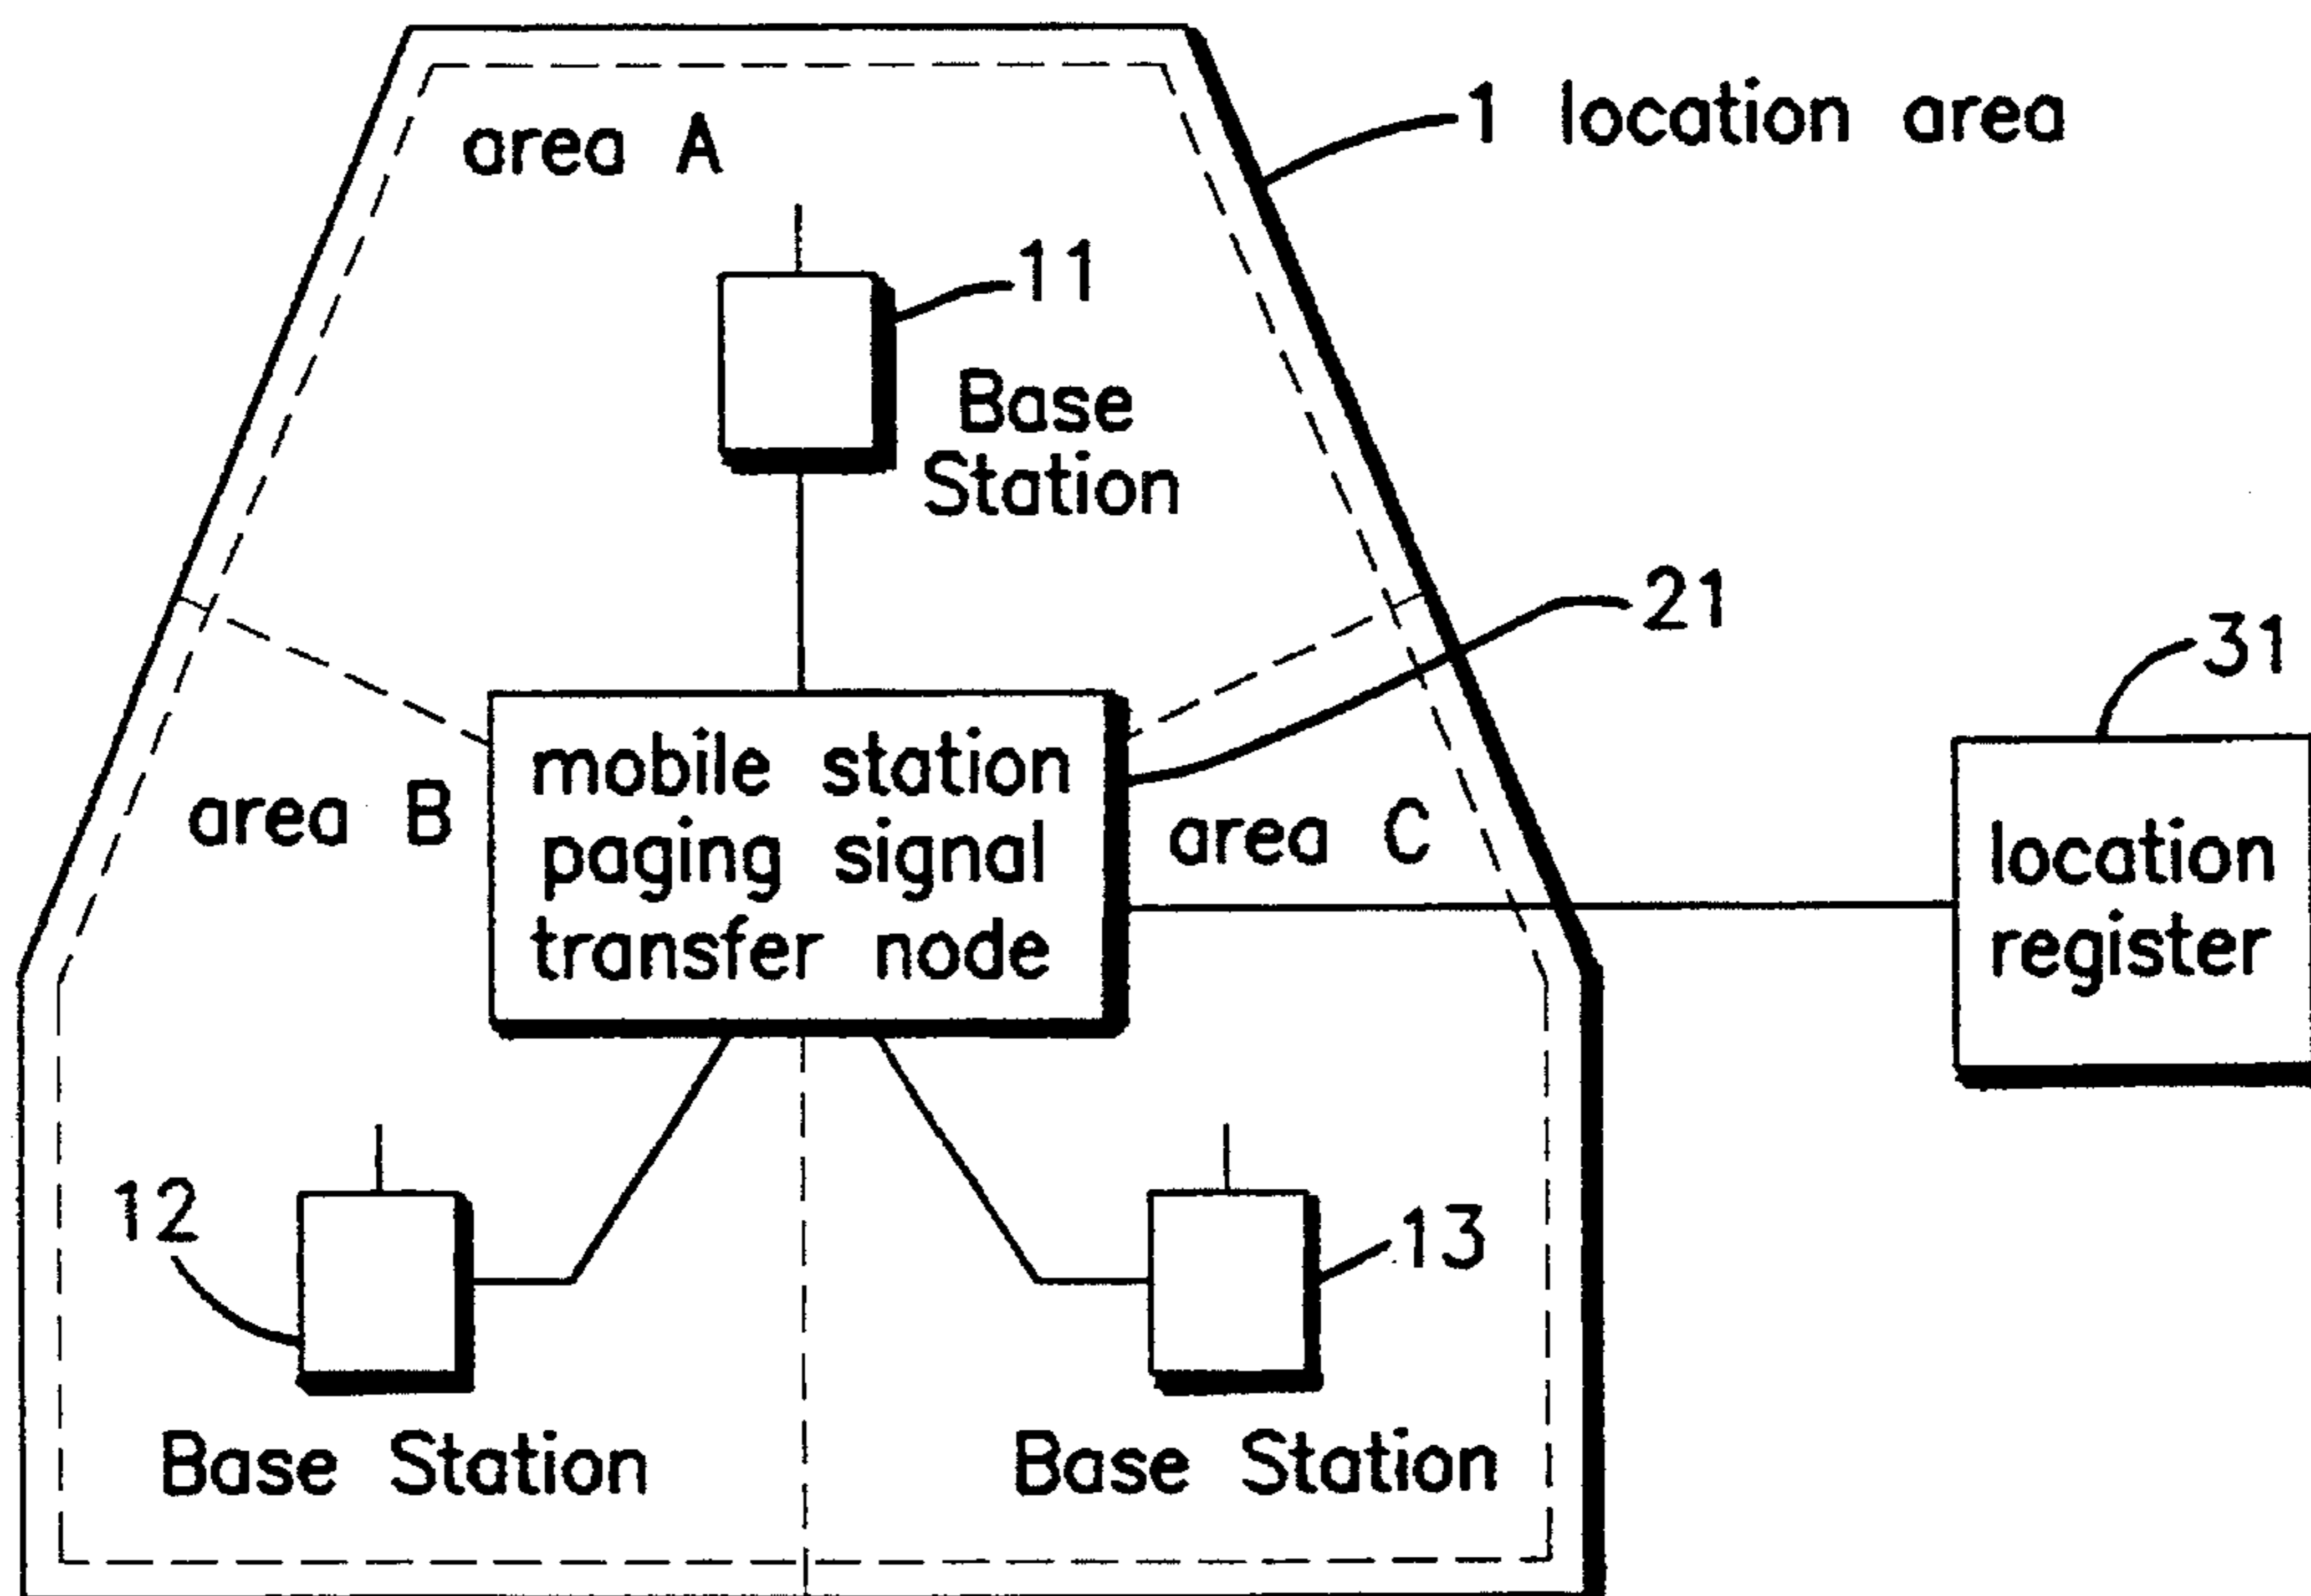 area A
1 location area
11
Base
Station
21
31
area B
mobile station
paging signal
transfer node
area C
location
register
12
13
Base Station
Base Station